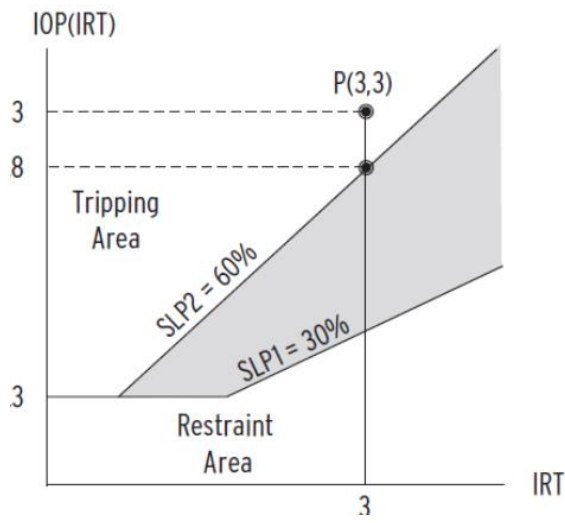 IOP(IRT)
P(3,3)
3
8
Tripping
Area
SLP2 = 60%
SLP1 = 30%
.3
Restraint
Area
IRT
3